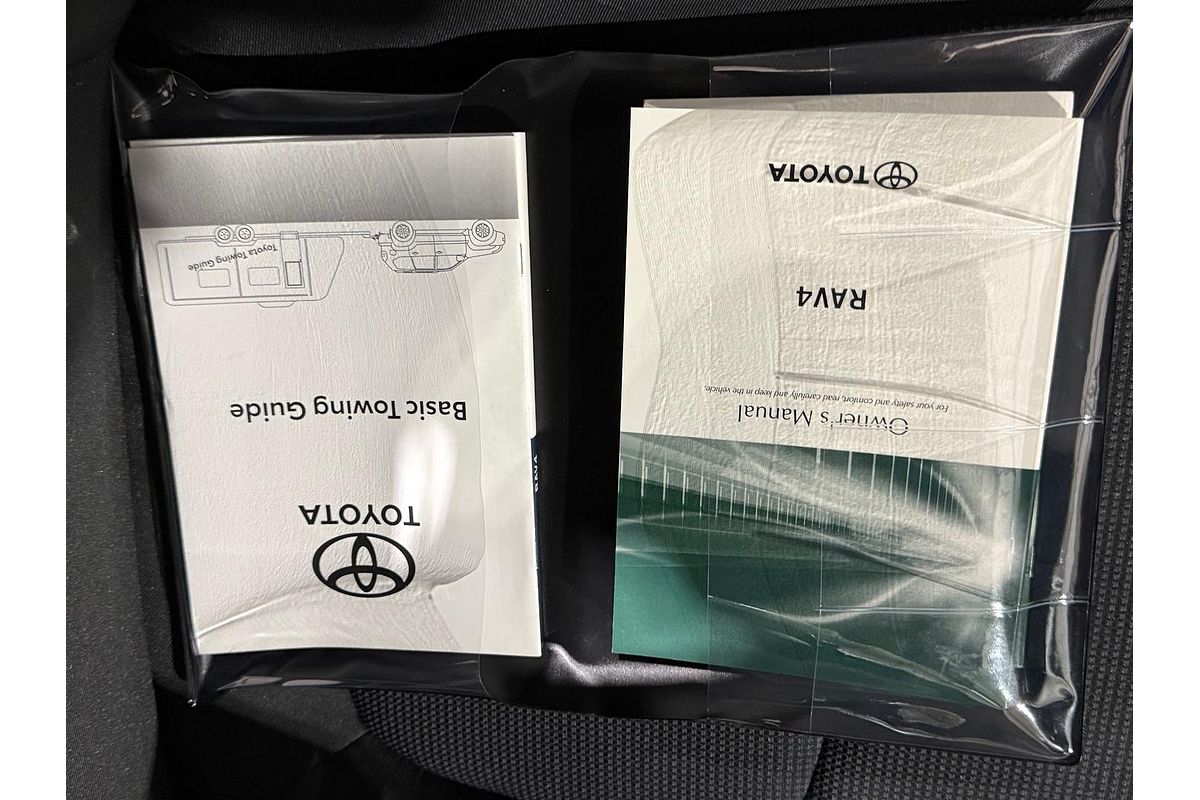 TOYOTA
RAV4
Owner's Manual
For your safety and comfort, read carefully and keep in the vehicle.
TOYOTA
Basic Towing Guide
Toyota Towing Guide
RAV4